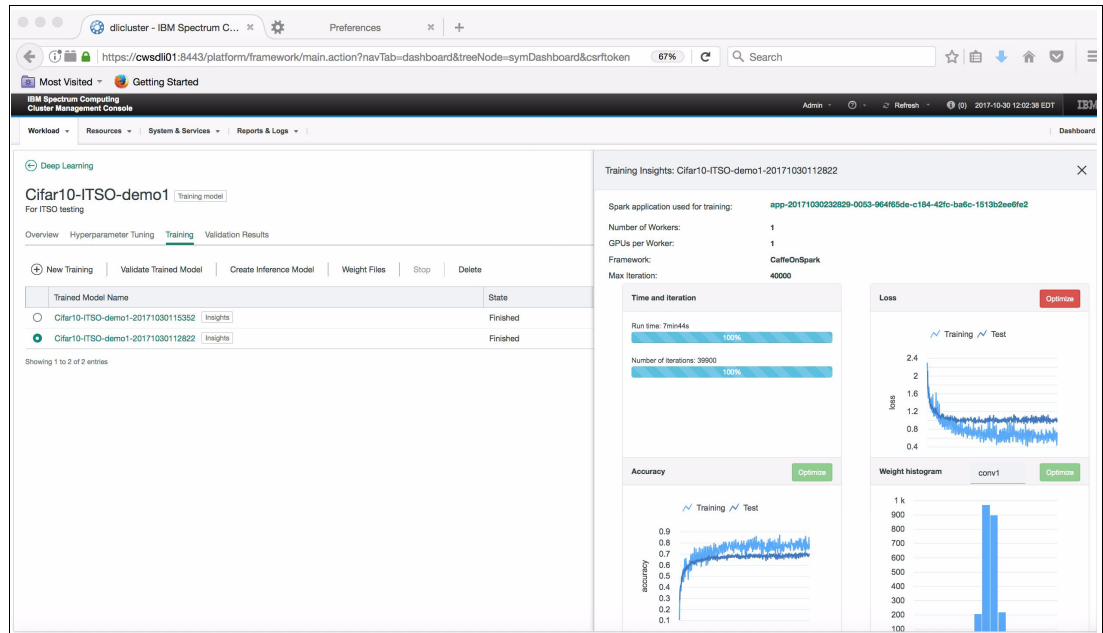 dlicluster - IBM Spectrum C... × Preferences × +
https://cwsdli01:8443/platform/framework/main.action?navTab=dashboard&treeNode=symDashboard&csrftoken 67% Search
Most Visited Getting Started
IBM Spectrum Computing
Cluster Management Console
Admin Refresh (0) 2017-10-30 12:02:38 EDT IBM
Workload Resources System & Services Reports & Logs Dashboard
Deep Learning
Cifar10-ITSO-demo1 Training model
For ITSO testing
Overview Hyperparameter Tuning Training Validation Results
New Training Validate Trained Model Create Inference Model Weight Files Stop Delete
Trained Model Name State
Cifar10-ITSO-demo1-20171030115352 Insights Finished
Cifar10-ITSO-demo1-20171030112822 Insights Finished
Showing 1 to 2 of 2 entries
Training Insights: Cifar10-ITSO-demo1-20171030112822 ×
Spark application used for training: app-20171030232829-0053-964f65de-c184-42fc-ba6c-1513b2ee6fe2
Number of Workers: 1
GPUs per Worker: 1
Framework: CaffeOnSpark
Max Iteration: 40000
Time and iteration
Run time: 7min44s
100%
Number of iterations: 39900
100%
Loss Optimize
Training Test
2.4
2
1.6
1.2
0.8
0.4
loss
Accuracy Optimize
Training Test
0.9
0.8
0.7
0.6
0.5
0.4
0.3
0.2
0.1
accuracy
Weight histogram conv1 Optimize
1 k
900
800
700
600
500
400
300
200
100